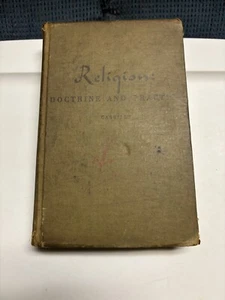 Religion:
DOCTRINE AND PRACTICE